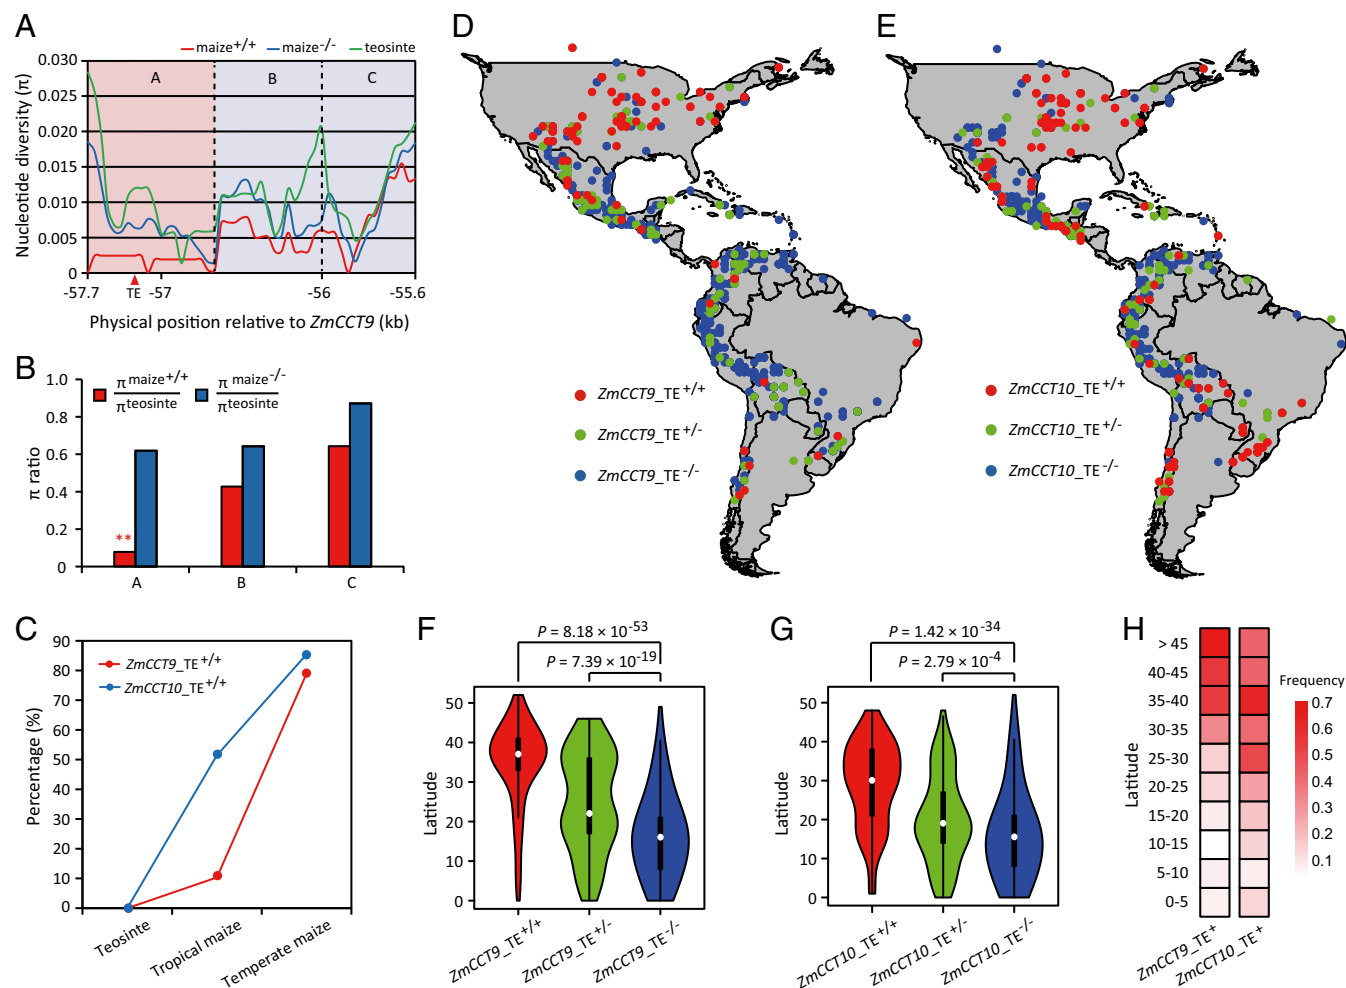 A
maize+/+ maize-/- teosinte
Nucleotide diversity (π)
0.030
0.025
0.020
0.015
0.010
0.005
0
A B C
-57.7 TE -57 -56 -55.6
Physical position relative to ZmCCT9 (kb)
B
π maize+/+
π teosinte
π maize-/-
π teosinte
π ratio
1.0
0.8
0.6
0.4
0.2
0
**
A B C
C
ZmCCT9_TE+/+
ZmCCT10_TE+/+
Percentage (%)
90
80
70
60
50
40
30
20
10
0
Teosinte
Tropical maize
Temperate maize
D
ZmCCT9_TE+/+
ZmCCT9_TE+/-
ZmCCT9_TE-/-
E
ZmCCT10_TE+/+
ZmCCT10_TE+/-
ZmCCT10_TE-/-
F
P = 8.18 × 10-53
P = 7.39 × 10-19
Latitude
50
40
30
20
10
0
ZmCCT9_TE+/+
ZmCCT9_TE+/-
ZmCCT9_TE-/-
G
P = 1.42 × 10-34
P = 2.79 × 10-4
Latitude
50
40
30
20
10
0
ZmCCT10_TE+/+
ZmCCT10_TE+/-
ZmCCT10_TE-/-
H
Latitude
> 45
40-45
35-40
30-35
25-30
20-25
15-20
10-15
5-10
0-5
ZmCCT9_TE+
ZmCCT10_TE+
Frequency
0.7
0.6
0.5
0.4
0.3
0.2
0.1